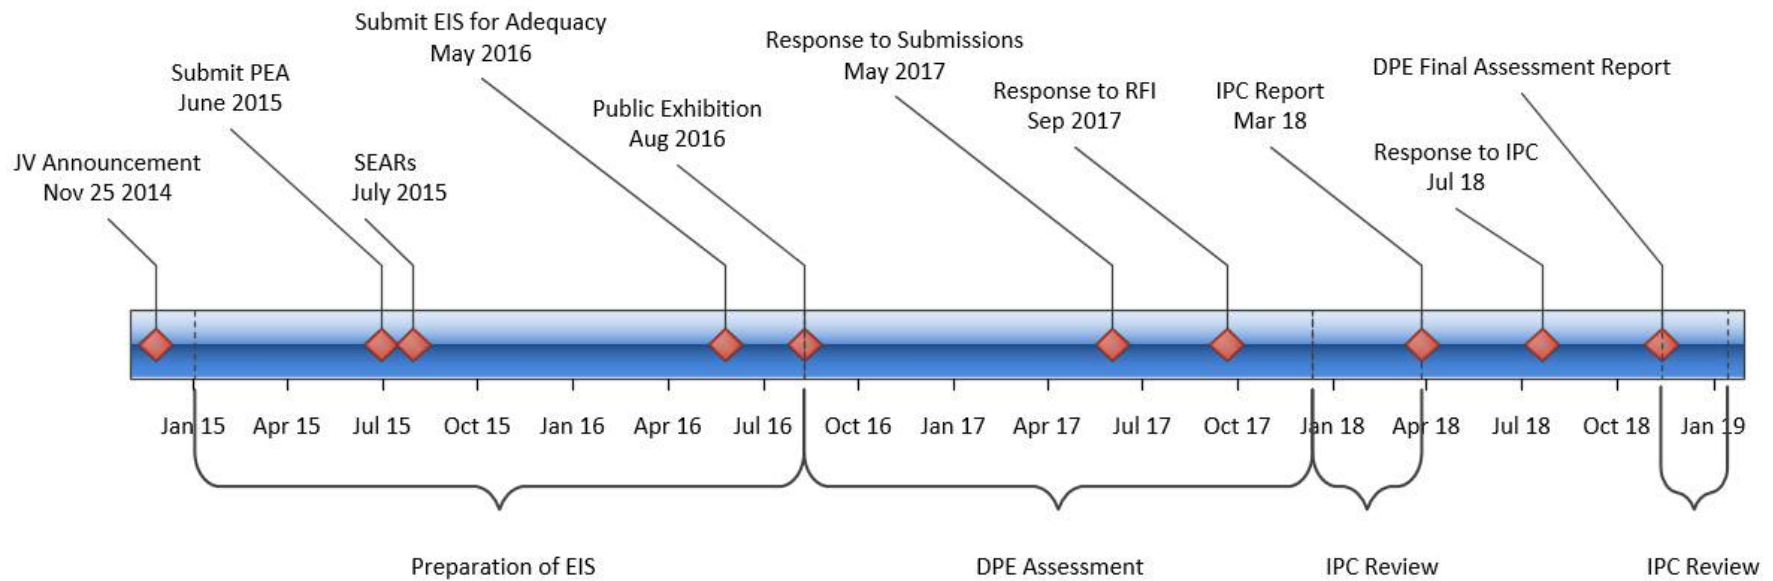 Submit EIS for Adequacy
May 2016
Response to Submissions
May 2017
DPE Final Assessment Report
Submit PEA
June 2015
Public Exhibition
Aug 2016
Response to RFI
Sep 2017
IPC Report
Mar 18
JV Announcement
Nov 25 2014
SEARs
July 2015
Response to IPC
Jul 18
Jan 15 Apr 15 Jul 15 Oct 15 Jan 16 Apr 16 Jul 16 Oct 16 Jan 17 Apr 17 Jul 17 Oct 17 Jan 18 Apr 18 Jul 18 Oct 18 Jan 19
Preparation of EIS DPE Assessment IPC Review IPC Review